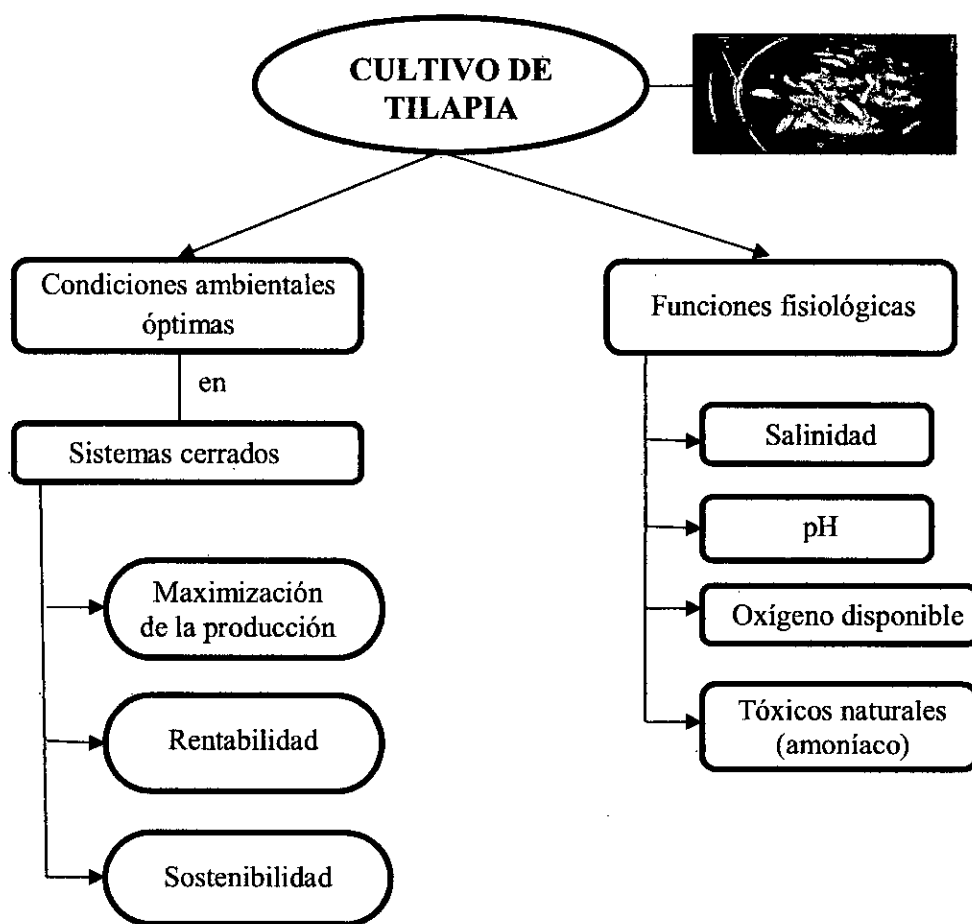 CULTIVO DE
TILAPIA
Condiciones ambientales
óptimas
en
Sistemas cerrados
Maximización
de la producción
Rentabilidad
Sostenibilidad
Funciones fisiológicas
Salinidad
pH
Oxígeno disponible
Tóxicos naturales
(amoníaco)